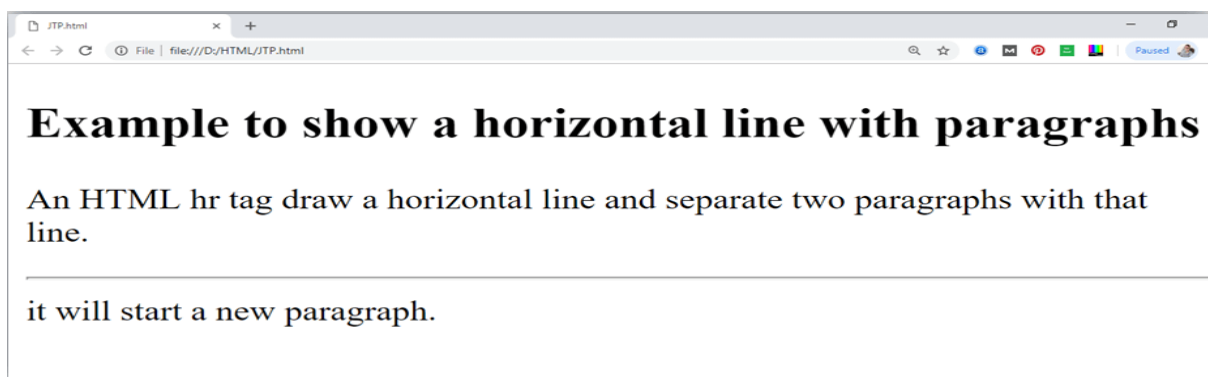 JTP.html
File | file:///D:/HTML/JTP.html
Paused
Example to show a horizontal line with paragraphs
An HTML hr tag draw a horizontal line and separate two paragraphs with that
line.
it will start a new paragraph.